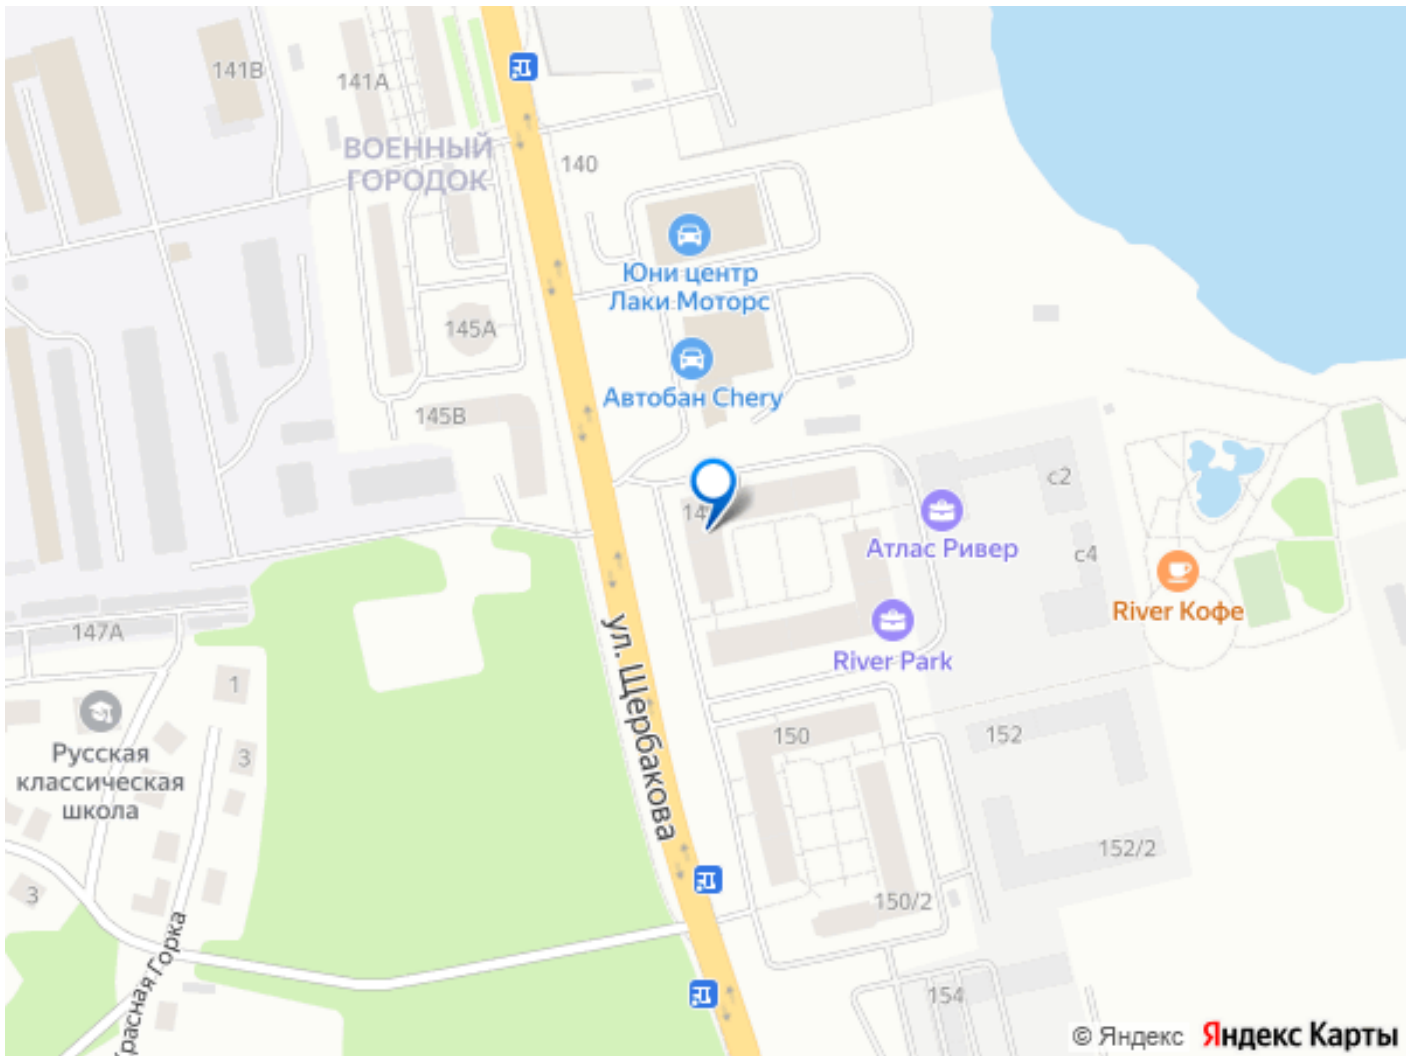 141В
141А
ВОЕННЫЙ
ГОРОДОК
140
Юни центр
Лаки Моторс
145А
Автобан Chery
145В
с2
Атлас Ривер
с4
River Кофе
147А
River Park
ул. Щербакова
1
3
Русская
классическая
школа
150
152
152/2
150/2
3
Красная Горка
154
© Яндекс Яндекс Карты